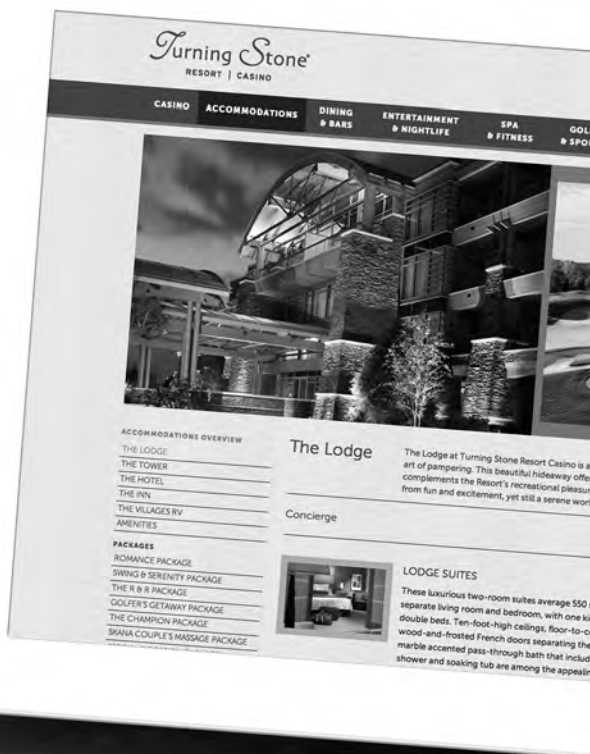 Turning Stone®
RESORT | CASINO
CASINO
ACCOMMODATIONS
DINING
& BARS
ENTERTAINMENT
& NIGHTLIFE
SPA
& FITNESS
GOL
& SPO
ACCOMMODATIONS OVERVIEW
THE LODGE
THE TOWER
THE HOTEL
THE INN
THE VILLAGES RV
AMENITIES
PACKAGES
ROMANCE PACKAGE
SWING & SERENITY PACKAGE
THE R & R PACKAGE
GOLFER'S GETAWAY PACKAGE
THE CHAMPION PACKAGE
SKANA COUPLE'S MASSAGE PACKAGE
The Lodge
The Lodge at Turning Stone Resort Casino is a
art of pampering. This beautiful hideaway offe
complements the Resort's recreational pleasu
from fun and excitement, yet still a serene worl
Concierge
LODGE SUITES
These luxurious two-room suites average 550 s
separate living room and bedroom, with one ki
double beds. Ten-foot-high ceilings, floor-to-c
wood-and-frosted French doors separating the
marble accented pass-through bath that includ
shower and soaking tub are among the appealin